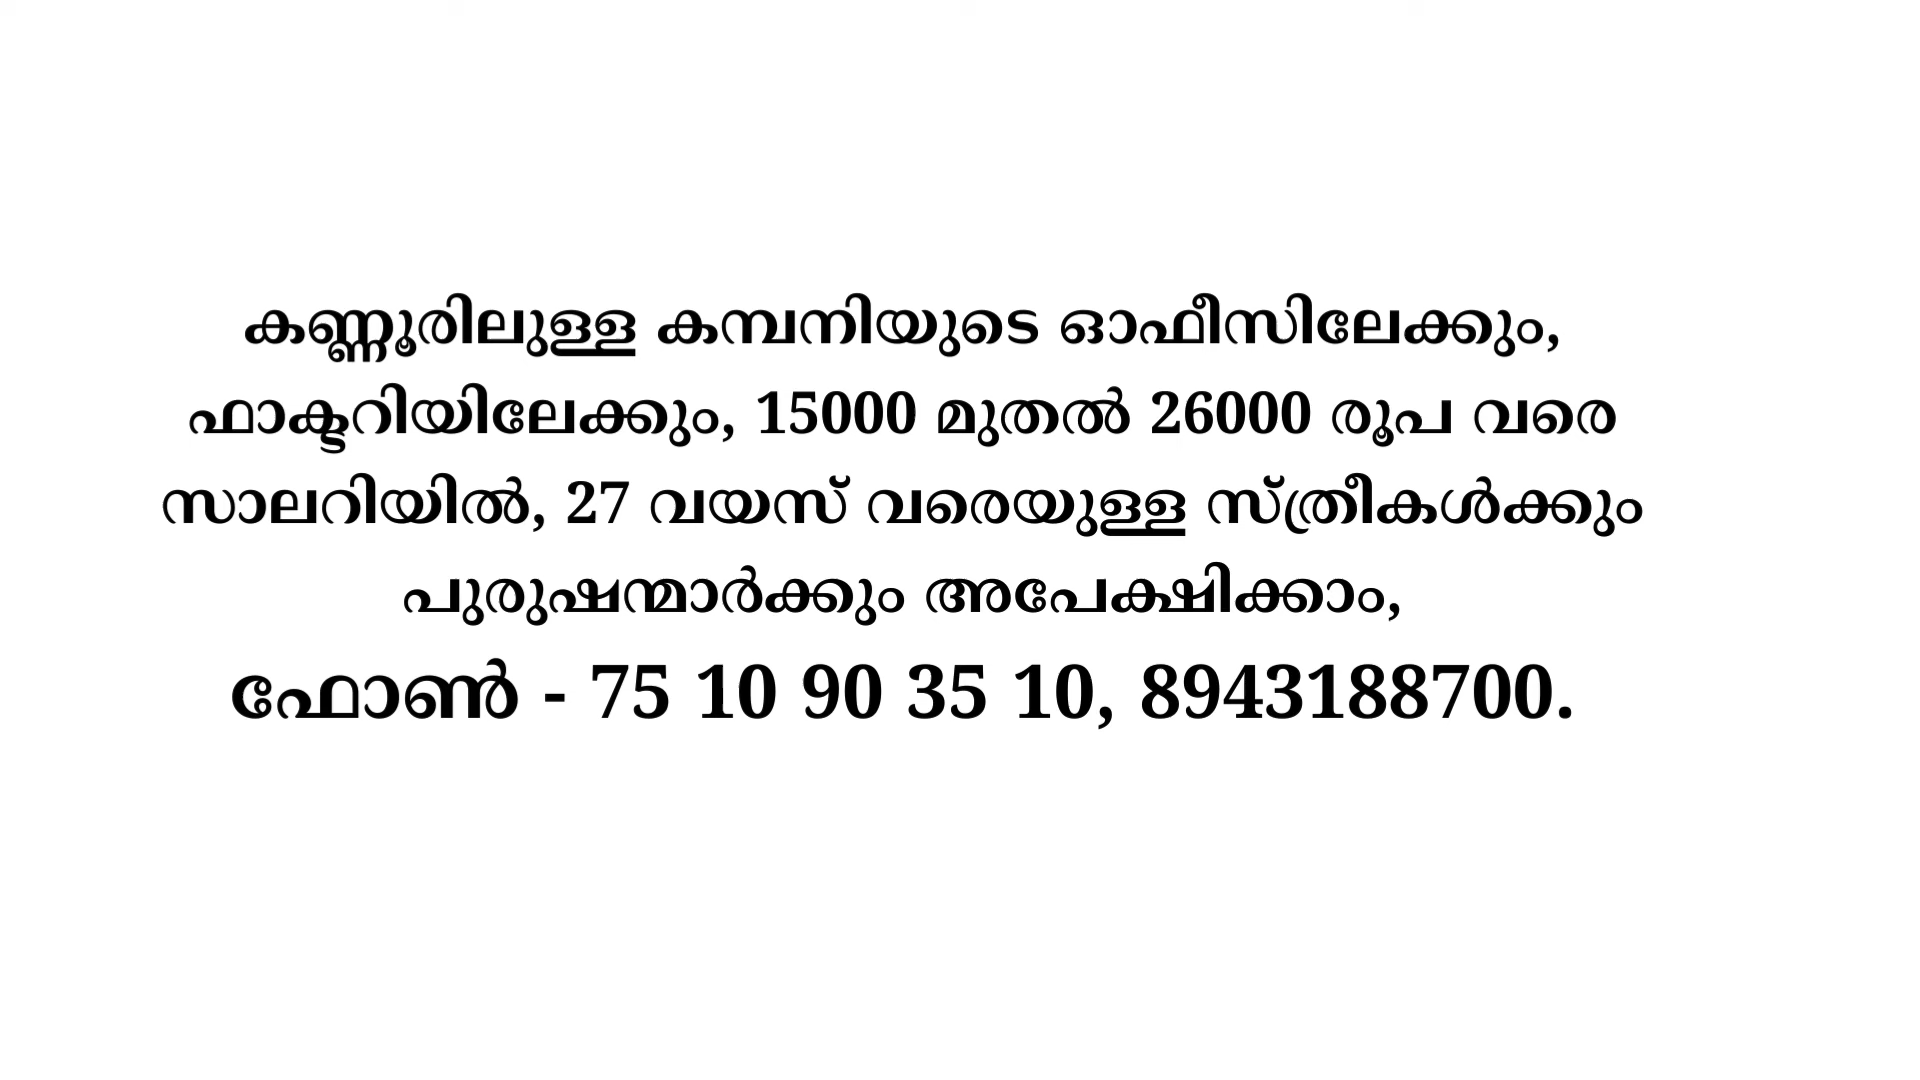 കണ്ണൂരിലുള്ള കമ്പനിയുടെ ഓഫീസിലേക്കും,
ഫാക്ടറിയിലേക്കും, 15000 മുതൽ 26000 രൂപ വരെ
സാലറിയിൽ, 27 വയസ് വരെയുള്ള സ്ത്രീകൾക്കും
പുരുഷന്മാർക്കും അപേക്ഷിക്കാം,
ഫോൺ - 75 10 90 35 10, 8943188700.